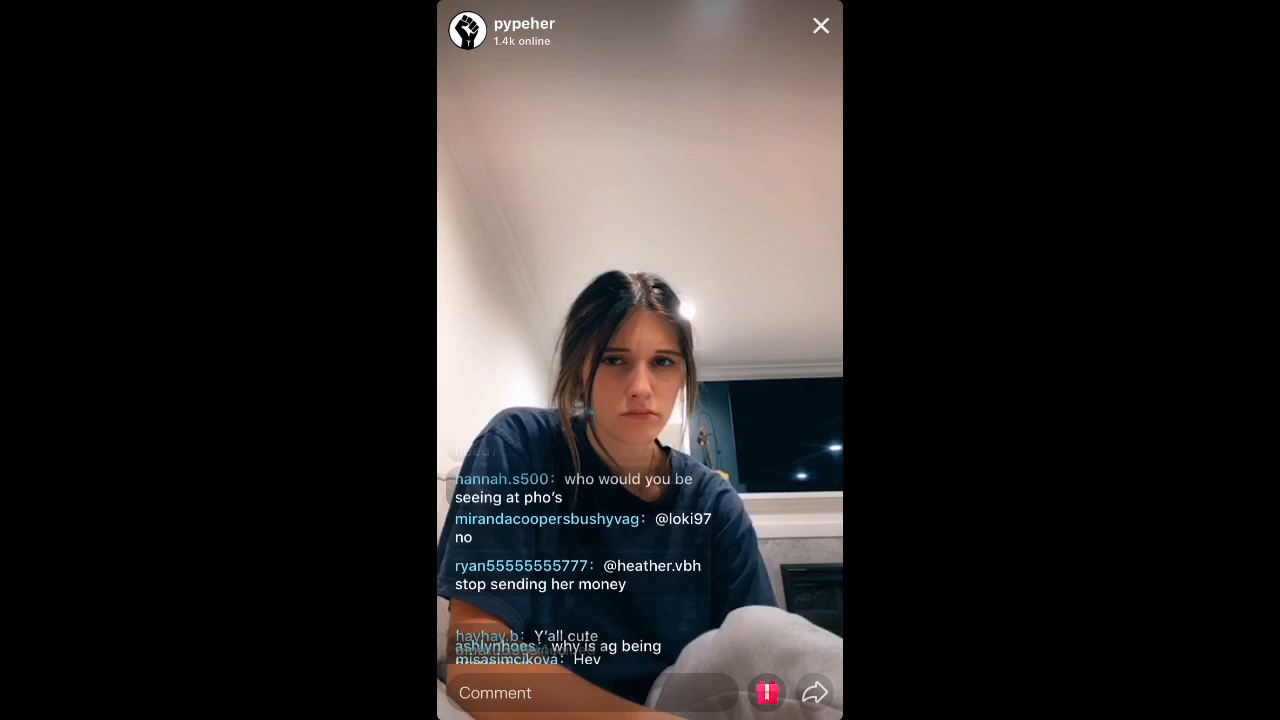 pypeher
1.4k online
hannah.s500: who would you be
seeing at pho's
mirandacoopersbushyvag: @loki97
no
ryan55555555777: @heather.vbh
stop sending her money
hayhay.b: Y'all cute
ashlynhoes: why is ag being
misasimcikova: Hey
Comment